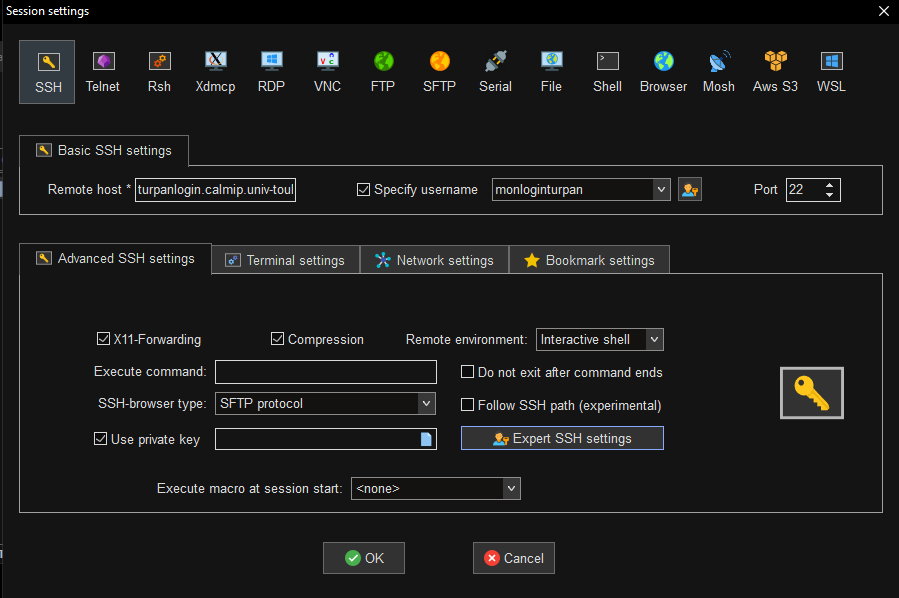 Session settings
SSH Telnet Rsh Xdmcp RDP VNC FTP SFTP Serial File Shell Browser Mosh Aws S3 WSL
Basic SSH settings
Remote host * turpanlogin.calmip.univ-toul Specify username monloginturpan Port 22
Advanced SSH settings Terminal settings Network settings Bookmark settings
X11-Forwarding Compression Remote environment: Interactive shell
Execute command: Do not exit after command ends
SSH-browser type: SFTP protocol Follow SSH path (experimental)
Use private key Expert SSH settings
Execute macro at session start: <none>
OK Cancel